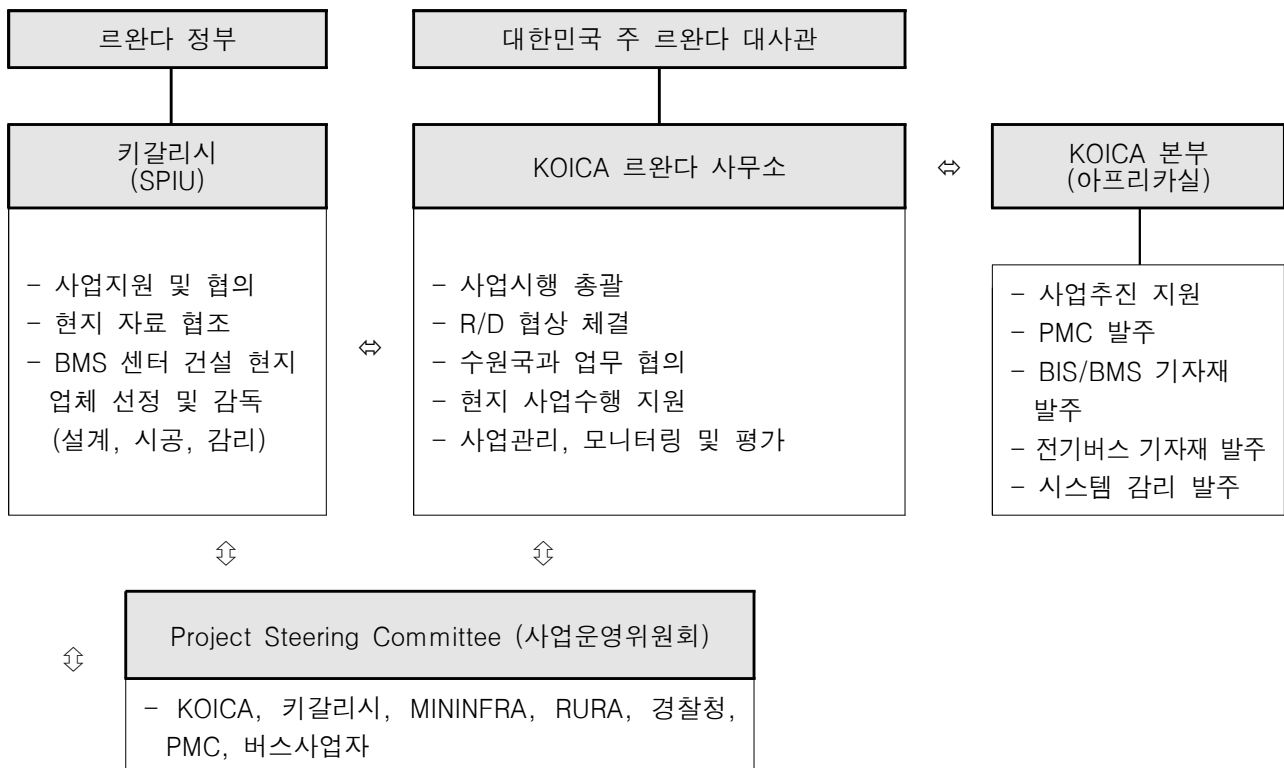 르완다 정부
대한민국 주 르완다 대사관
키갈리시
(SPIU)
KOICA 르완다 사무소
⇔
KOICA 본부
(아프리카실)
- 사업지원 및 협의
- 현지 자료 협조
- BMS 센터 건설 현지
업체 선정 및 감독
(설계, 시공, 감리)
⇔
- 사업시행 총괄
- R/D 협상 체결
- 수원국과 업무 협의
- 현지 사업수행 지원
- 사업관리, 모니터링 및 평가
- 사업추진 지원
- PMC 발주
- BIS/BMS 기자재
발주
- 전기버스 기자재 발주
- 시스템 감리 발주
⇕
⇕
⇕
Project Steering Committee (사업운영위원회)
- KOICA, 키갈리시, MININFRA, RURA, 경찰청,
PMC, 버스사업자